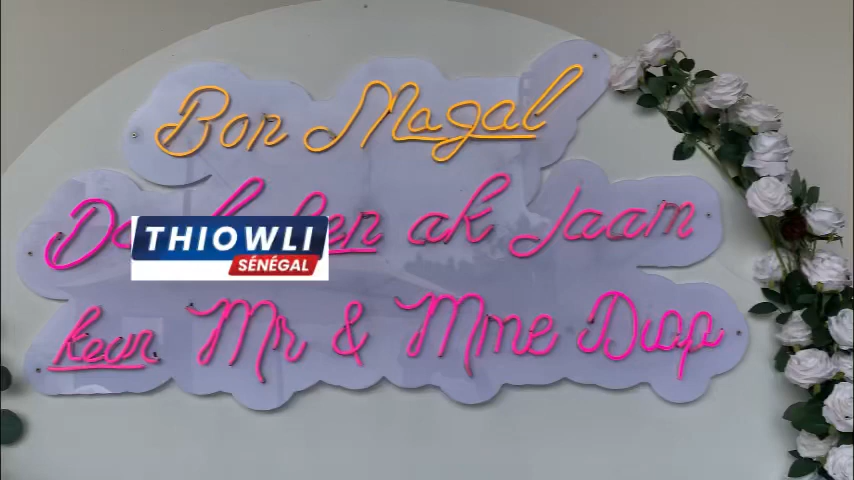 Bon Magal
ak Jaam
THIOWLI
SÉNÉGAL
keur Mr & Mme Diop